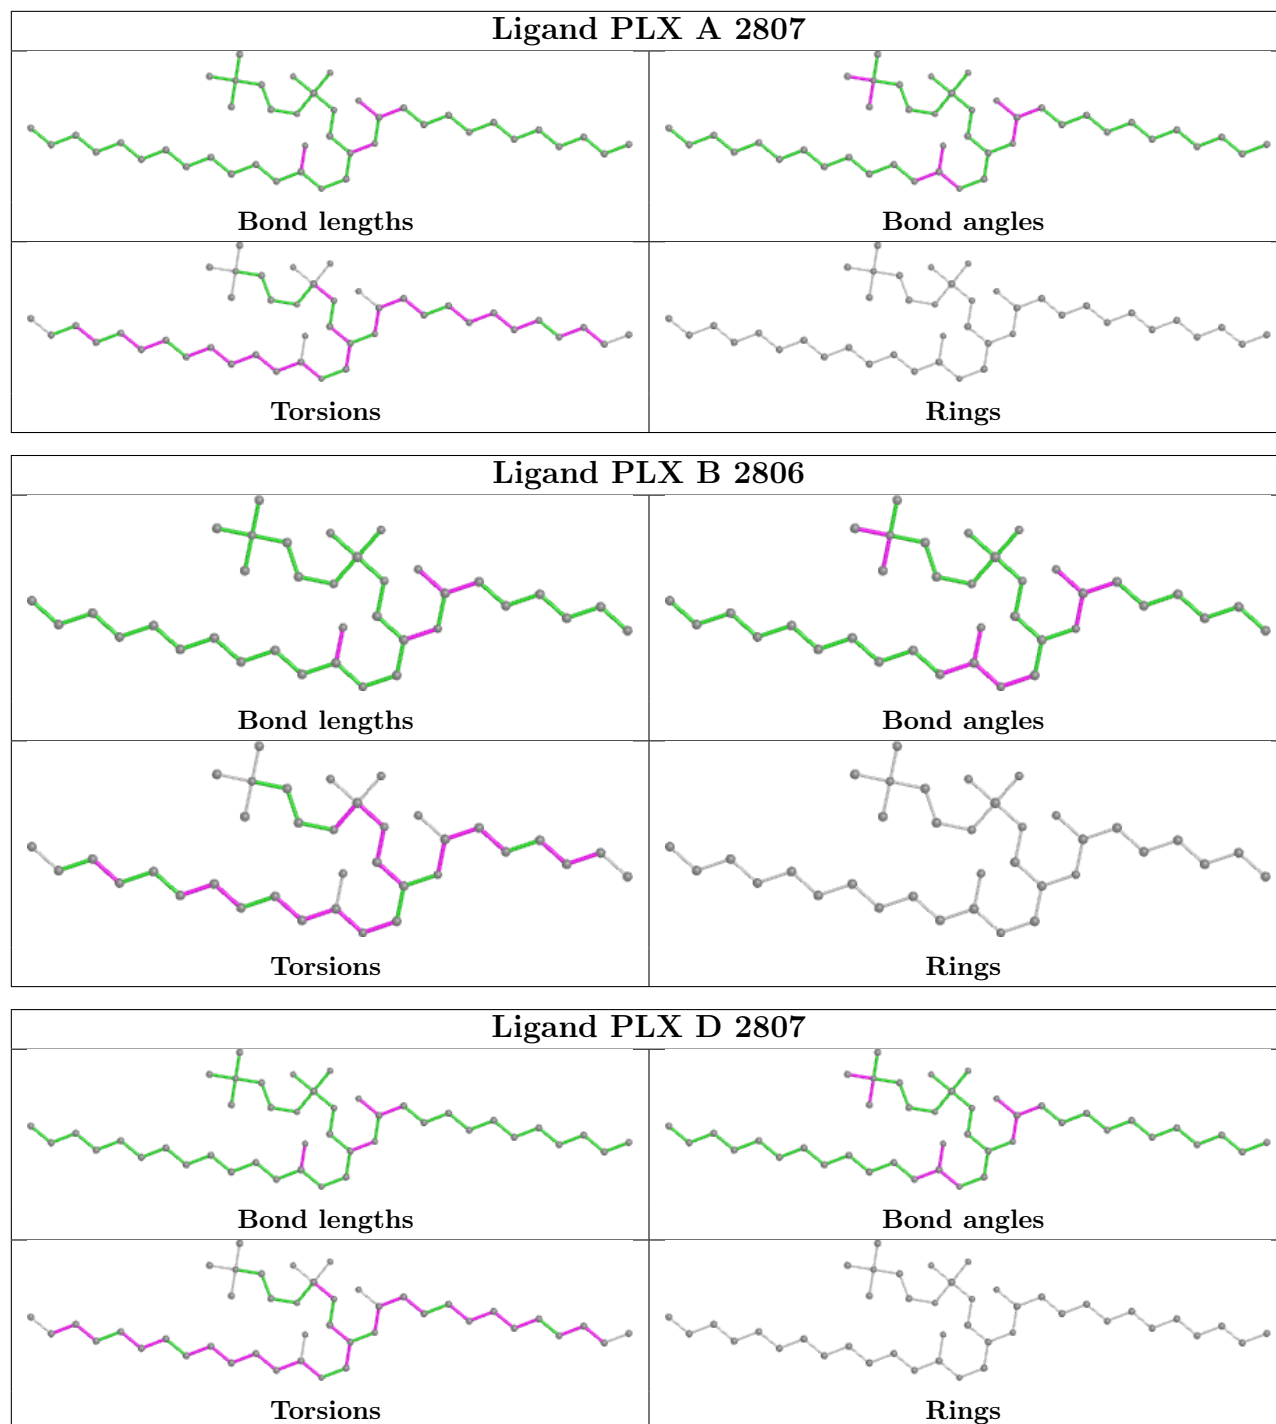 Ligand PLX A 2807
Bond lengths
Bond angles
Torsions
Rings
Ligand PLX B 2806
Bond lengths
Bond angles
Torsions
Rings
Ligand PLX D 2807
Bond lengths
Bond angles
Torsions
Rings